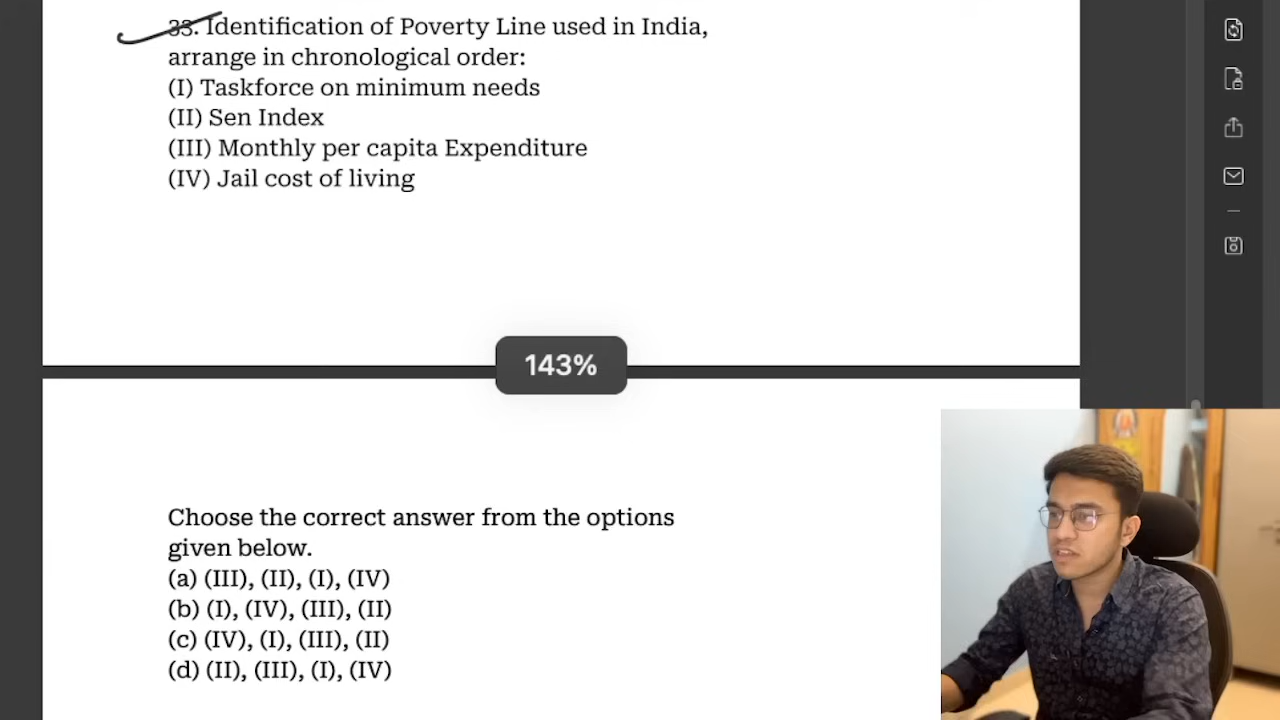 33. Identification of Poverty Line used in India,
arrange in chronological order:
(I) Taskforce on minimum needs
(II) Sen Index
(III) Monthly per capita Expenditure
(IV) Jail cost of living
143%
Choose the correct answer from the options
given below.
(a) (III), (II), (I), (IV)
(b) (I), (IV), (III), (II)
(c) (IV), (I), (III), (II)
(d) (II), (III), (I), (IV)